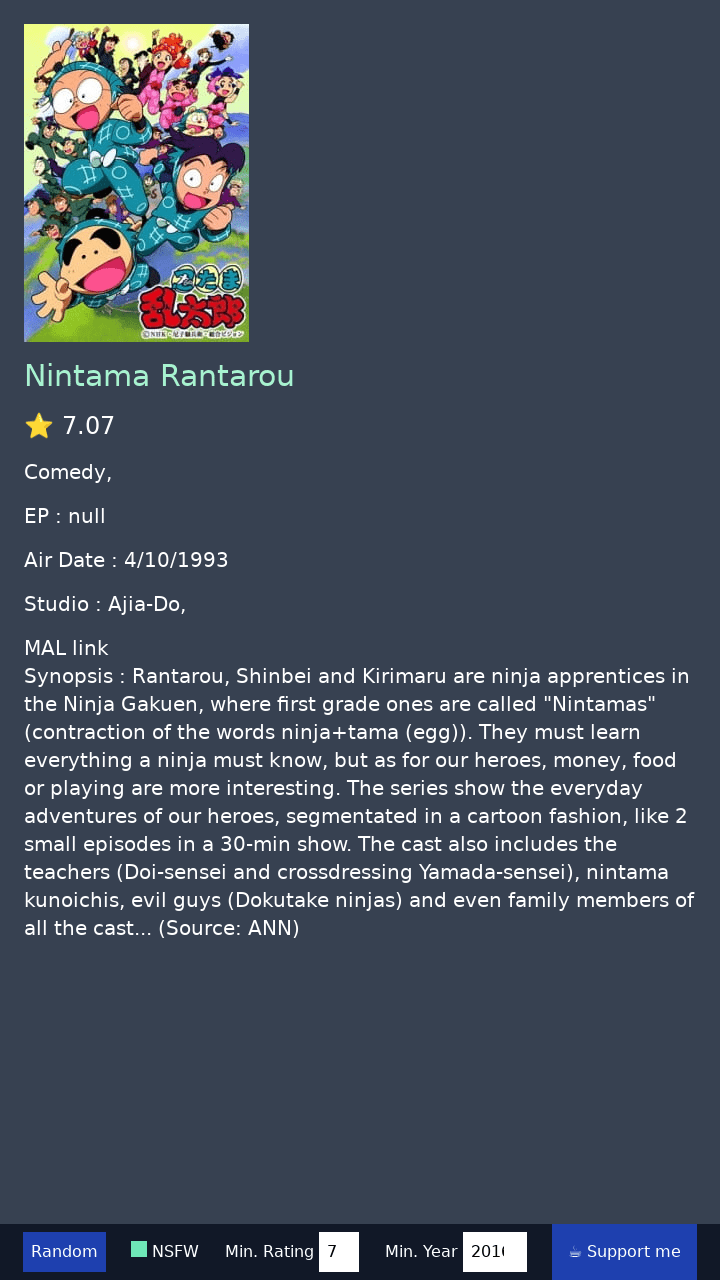 忍たま
乱太郎
©NHK・尼子騒兵衛・総合ビジョン
Nintama Rantarou
⭐ 7.07
Comedy,
EP : null
Air Date : 4/10/1993
Studio : Ajia-Do,
MAL link
Synopsis : Rantarou, Shinbei and Kirimaru are ninja apprentices in
the Ninja Gakuen, where first grade ones are called "Nintamas"
(contraction of the words ninja+tama (egg)). They must learn
everything a ninja must know, but as for our heroes, money, food
or playing are more interesting. The series show the everyday
adventures of our heroes, segmentated in a cartoon fashion, like 2
small episodes in a 30-min show. The cast also includes the
teachers (Doi-sensei and crossdressing Yamada-sensei), nintama
kunoichis, evil guys (Dokutake ninjas) and even family members of
all the cast... (Source: ANN)
Random NSFW Min. Rating 7 Min. Year 2016 ☕ Support me